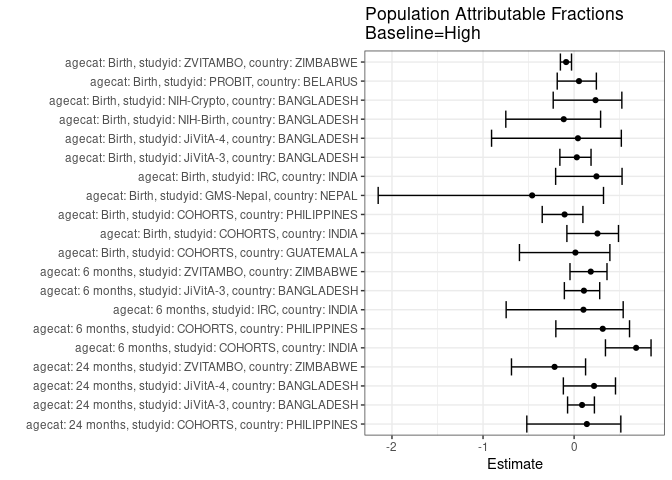 Population Attributable Fractions
Baseline=High
agecat: Birth, studyid: ZVITAMBO, country: ZIMBABWE
agecat: Birth, studyid: PROBIT, country: BELARUS
agecat: Birth, studyid: NIH-Crypto, country: BANGLADESH
agecat: Birth, studyid: NIH-Birth, country: BANGLADESH
agecat: Birth, studyid: JiVitA-4, country: BANGLADESH
agecat: Birth, studyid: JiVitA-3, country: BANGLADESH
agecat: Birth, studyid: IRC, country: INDIA
agecat: Birth, studyid: GMS-Nepal, country: NEPAL
agecat: Birth, studyid: COHORTS, country: PHILIPPINES
agecat: Birth, studyid: COHORTS, country: INDIA
agecat: Birth, studyid: COHORTS, country: GUATEMALA
agecat: 6 months, studyid: ZVITAMBO, country: ZIMBABWE
agecat: 6 months, studyid: JiVitA-3, country: BANGLADESH
agecat: 6 months, studyid: IRC, country: INDIA
agecat: 6 months, studyid: COHORTS, country: PHILIPPINES
agecat: 6 months, studyid: COHORTS, country: INDIA
agecat: 24 months, studyid: ZVITAMBO, country: ZIMBABWE
agecat: 24 months, studyid: JiVitA-4, country: BANGLADESH
agecat: 24 months, studyid: JiVitA-3, country: BANGLADESH
agecat: 24 months, studyid: COHORTS, country: PHILIPPINES
-2 -1 0
Estimate